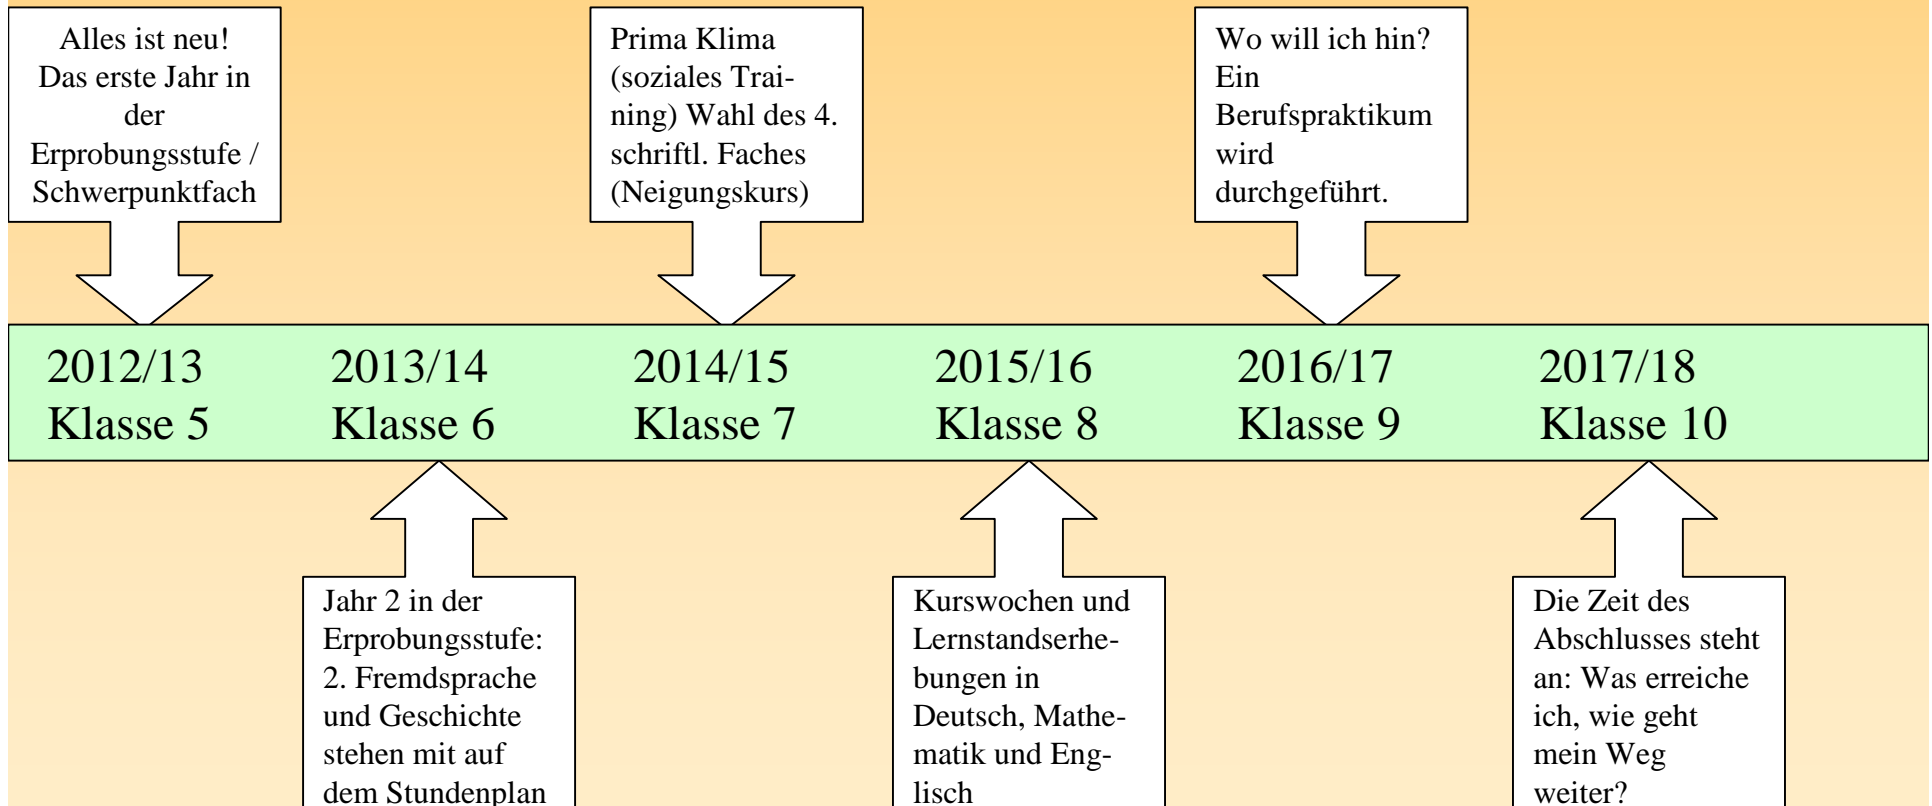 Alles ist neu!
Das erste Jahr in
der
Erprobungsstufe /
Schwerpunktfach
Prima Klima
(soziales Trai-
ning) Wahl des 4.
schriftl. Faches
(Neigungskurs)
Wo will ich hin?
Ein
Berufspraktikum
wird
durchgeführt.
2012/13
Klasse 5
2013/14
Klasse 6
2014/15
Klasse 7
2015/16
Klasse 8
2016/17
Klasse 9
2017/18
Klasse 10
Jahr 2 in der
Erprobungsstufe:
2. Fremdsprache
und Geschichte
stehen mit auf
dem Stundenplan
Kurswochen und
Lernstandserhe-
bungen in
Deutsch, Mathe-
matik und Eng-
lisch
Die Zeit des
Abschlusses steht
an: Was erreiche
ich, wie geht
mein Weg
weiter?